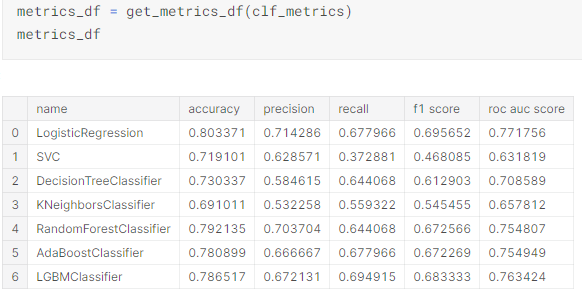 metrics_df = get_metrics_df(clf_metrics)
metrics_df
name accuracy precision recall f1 score roc auc score
0 LogisticRegression 0.803371 0.714286 0.677966 0.695652 0.771756
1 SVC 0.719101 0.628571 0.372881 0.468085 0.631819
2 DecisionTreeClassifier 0.730337 0.584615 0.644068 0.612903 0.708589
3 KNeighborsClassifier 0.691011 0.532258 0.559322 0.545455 0.657812
4 RandomForestClassifier 0.792135 0.703704 0.644068 0.672566 0.754807
5 AdaBoostClassifier 0.780899 0.666667 0.677966 0.672269 0.754949
6 LGBMClassifier 0.786517 0.672131 0.694915 0.683333 0.763424